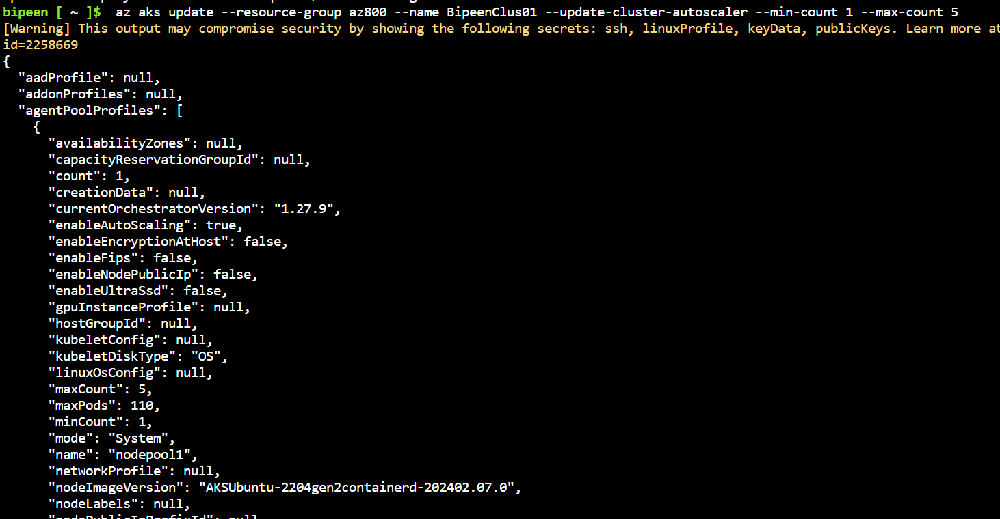 bipeen [ ~ ]$  az aks update --resource-group az800 --name BipeenClus01 --update-cluster-autoscaler --min-count 1 --max-count 5
[Warning] This output may compromise security by showing the following secrets: ssh, linuxProfile, keyData, publicKeys. Learn more at
id=2258669
{
  "aadProfile": null,
  "addonProfiles": null,
  "agentPoolProfiles": [
    {
      "availabilityZones": null,
      "capacityReservationGroupId": null,
      "count": 1,
      "creationData": null,
      "currentOrchestratorVersion": "1.27.9",
      "enableAutoScaling": true,
      "enableEncryptionAtHost": false,
      "enableFips": false,
      "enableNodePublicIp": false,
      "enableUltraSsd": false,
      "gpuInstanceProfile": null,
      "hostGroupId": null,
      "kubeletConfig": null,
      "kubeletDiskType": "OS",
      "linuxOsConfig": null,
      "maxCount": 5,
      "maxPods": 110,
      "minCount": 1,
      "mode": "System",
      "name": "nodepool1",
      "networkProfile": null,
      "nodeImageVersion": "AKSUbuntu-2204gen2containerd-202402.07.0",
      "nodeLabels": null,
      "nodePublicIpPrefixId": null